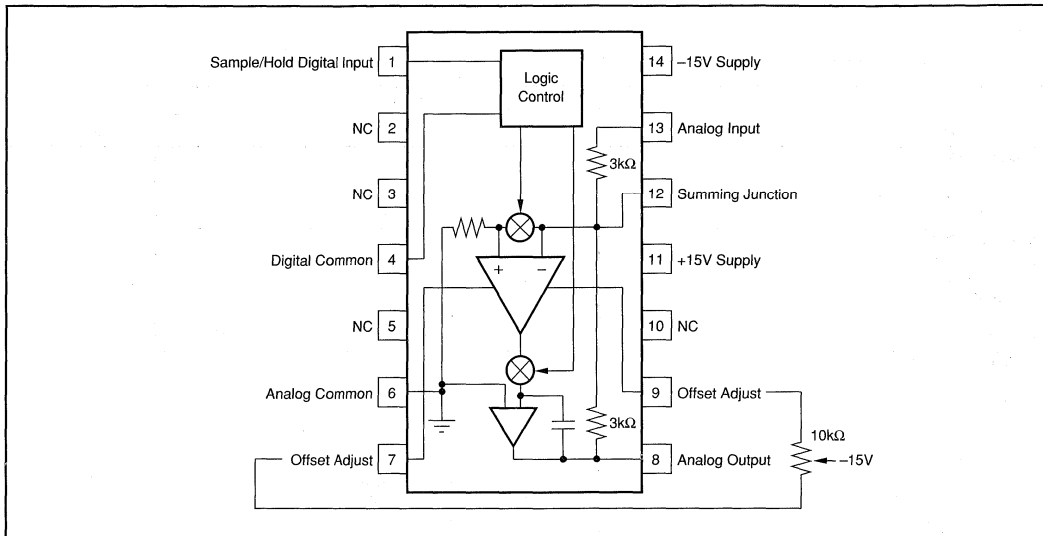 Sample/Hold Digital Input 1
NC 2
NC 3
Digital Common 4
NC 5
Analog Common 6
Offset Adjust 7
Logic
Control
3kΩ
+ −
3kΩ
14 –15V Supply
13 Analog Input
12 Summing Junction
11 +15V Supply
10 NC
9 Offset Adjust
8 Analog Output
10kΩ
–15V